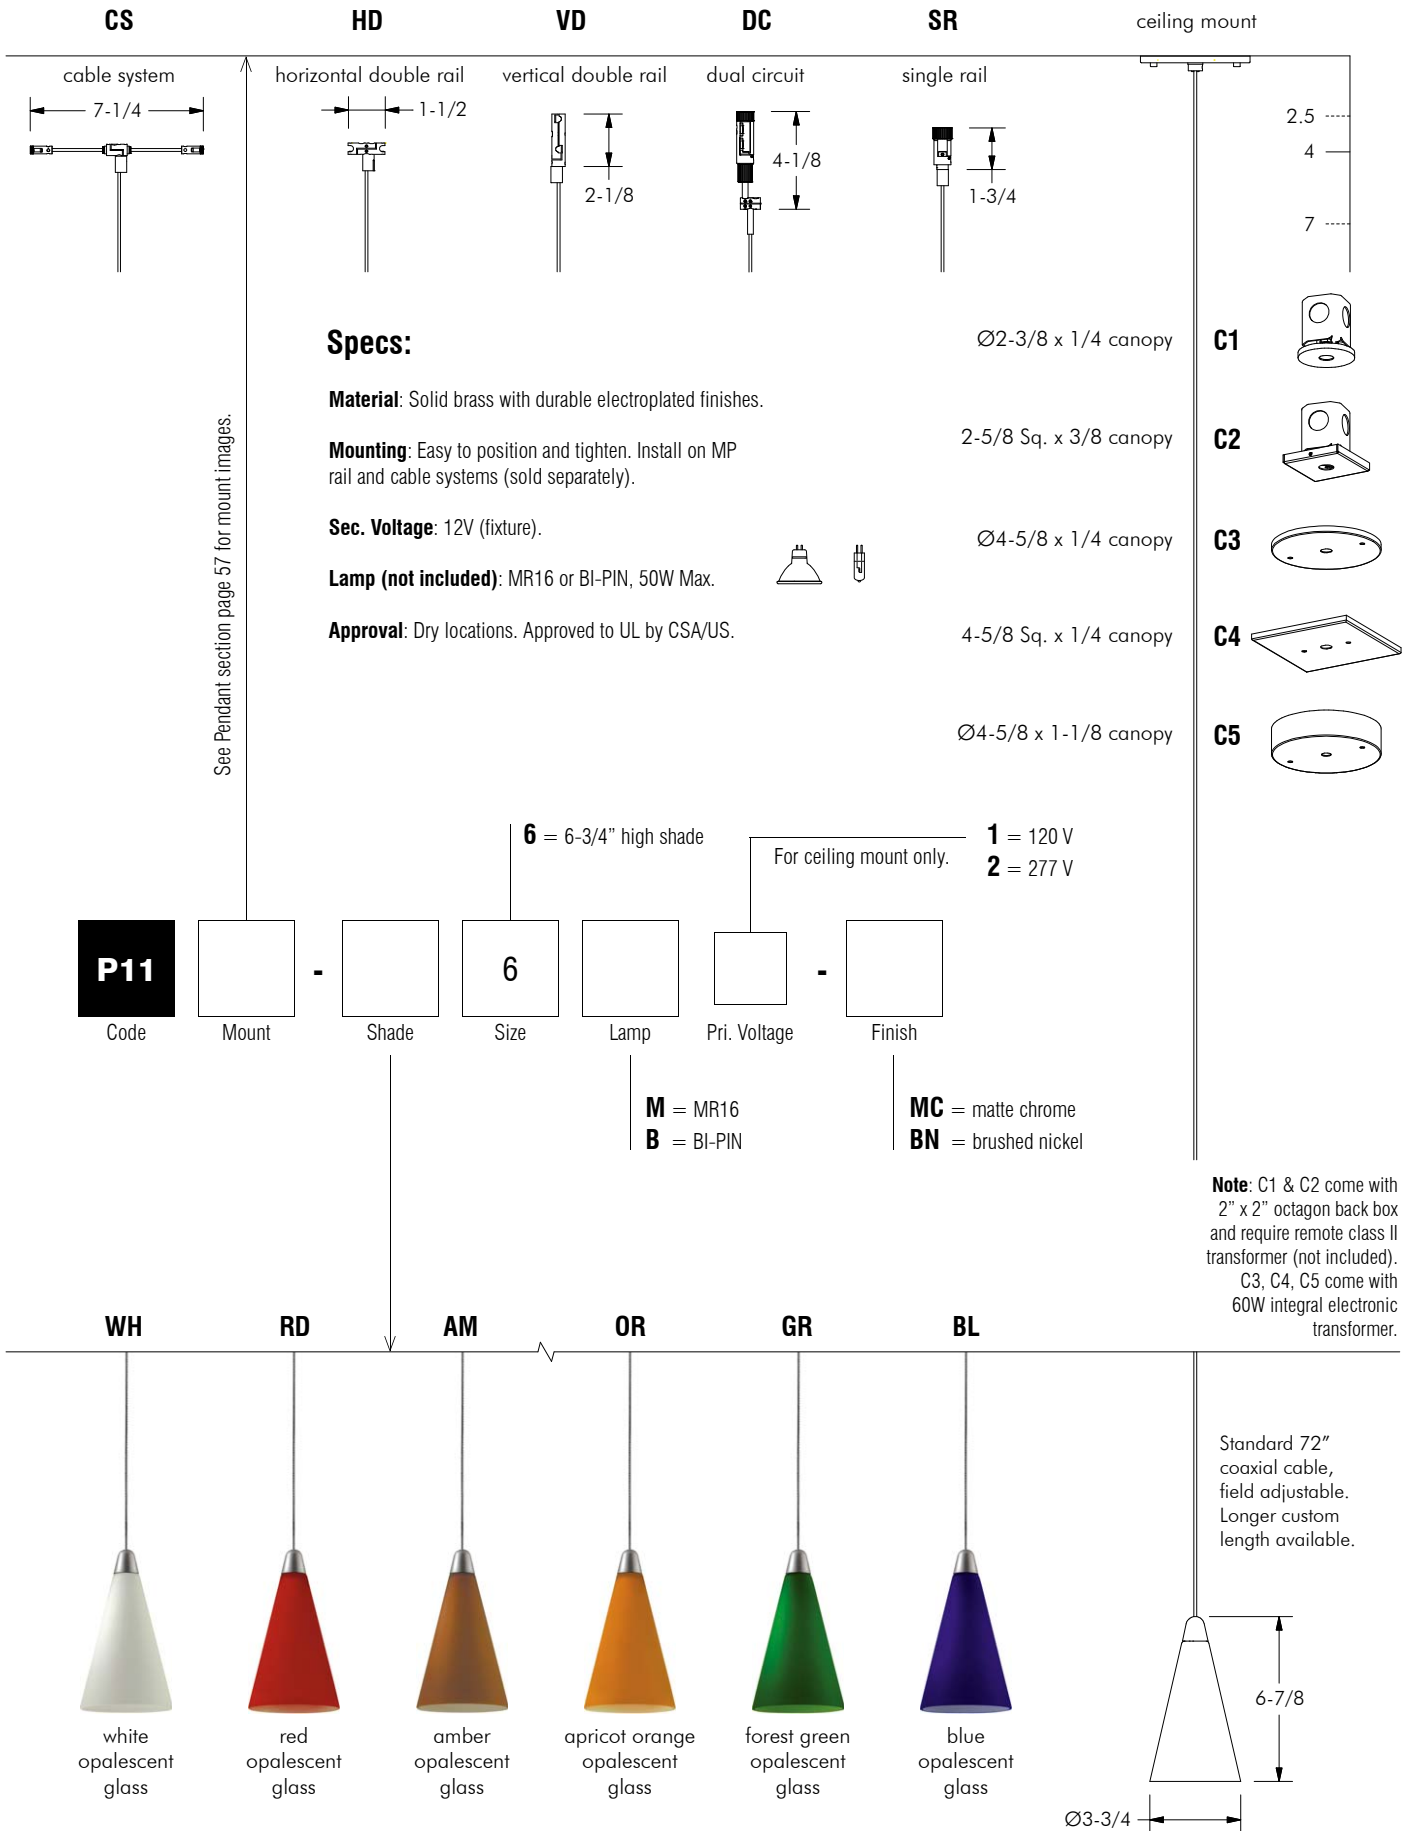 CS HD VD DC SR ceiling mount
cable system horizontal double rail vertical double rail dual circuit single rail
7-1/4 1-1/2
2-1/8
4-1/8
1-3/4
2.5
4
7
See Pendant section page 57 for mount images.
Specs:
Material: Solid brass with durable electroplated finishes.
Mounting: Easy to position and tighten. Install on MP
rail and cable systems (sold separately).
Sec. Voltage: 12V (fixture).
Lamp (not included): MR16 or BI-PIN, 50W Max.
Approval: Dry locations. Approved to UL by CSA/US.
Ø2-3/8 x 1/4 canopy C1
2-5/8 Sq. x 3/8 canopy C2
Ø4-5/8 x 1/4 canopy C3
4-5/8 Sq. x 1/4 canopy C4
Ø4-5/8 x 1-1/8 canopy C5
6 = 6-3/4” high shade
For ceiling mount only.
1 = 120 V
2 = 277 V
P11 - 6 -
Code Mount Shade Size Lamp Pri. Voltage Finish
M = MR16
B = BI-PIN
MC = matte chrome
BN = brushed nickel
Note: C1 & C2 come with
2” x 2” octagon back box
and require remote class II
transformer (not included).
C3, C4, C5 come with
60W integral electronic
transformer.
WH RD AM OR GR BL
Standard 72”
coaxial cable,
field adjustable.
Longer custom
length available.
6-7/8
Ø3-3/4
white
opalescent
glass
red
opalescent
glass
amber
opalescent
glass
apricot orange
opalescent
glass
forest green
opalescent
glass
blue
opalescent
glass